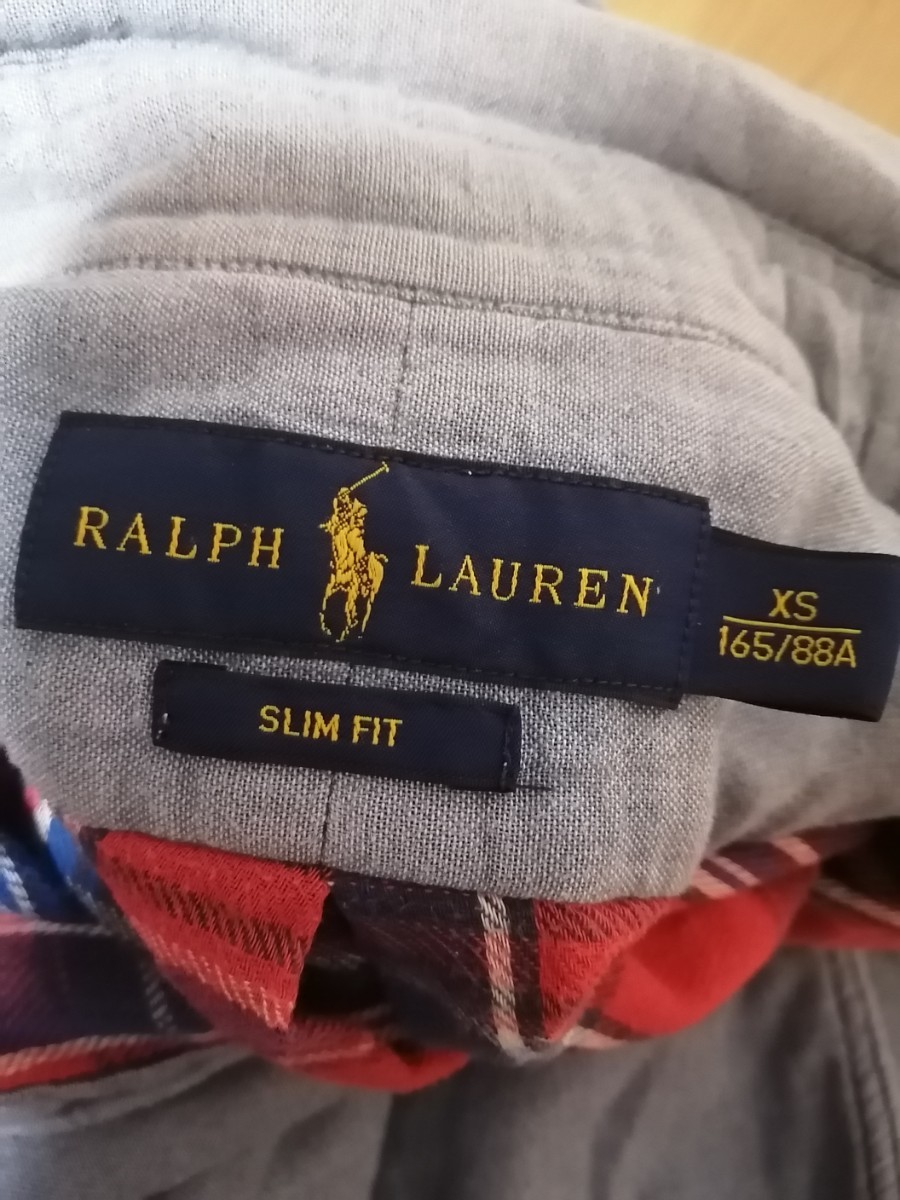 RALPH LAUREN
XS
165/88A
SLIM FIT